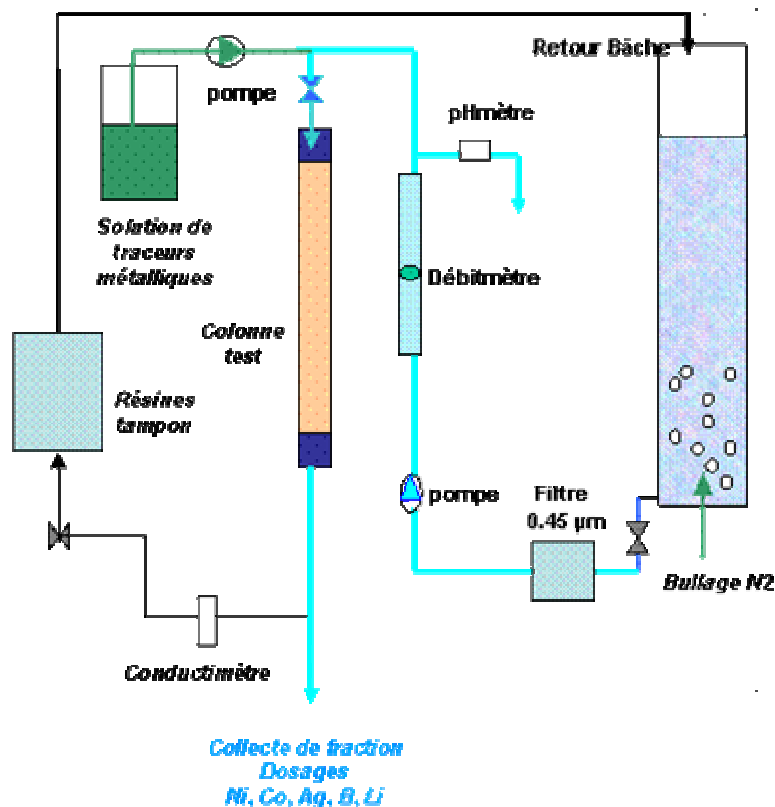 Retour Bâche
pompe
pHmètre
Solution de
traceurs
métalliques
Débitmètre
Colonne
test
Résines
tampon
pompe
Filtre
0.45 µm
Bullage N2
Conductimètre
Collecte de fraction
Dosages
Ni, Co, Ag, B, Li